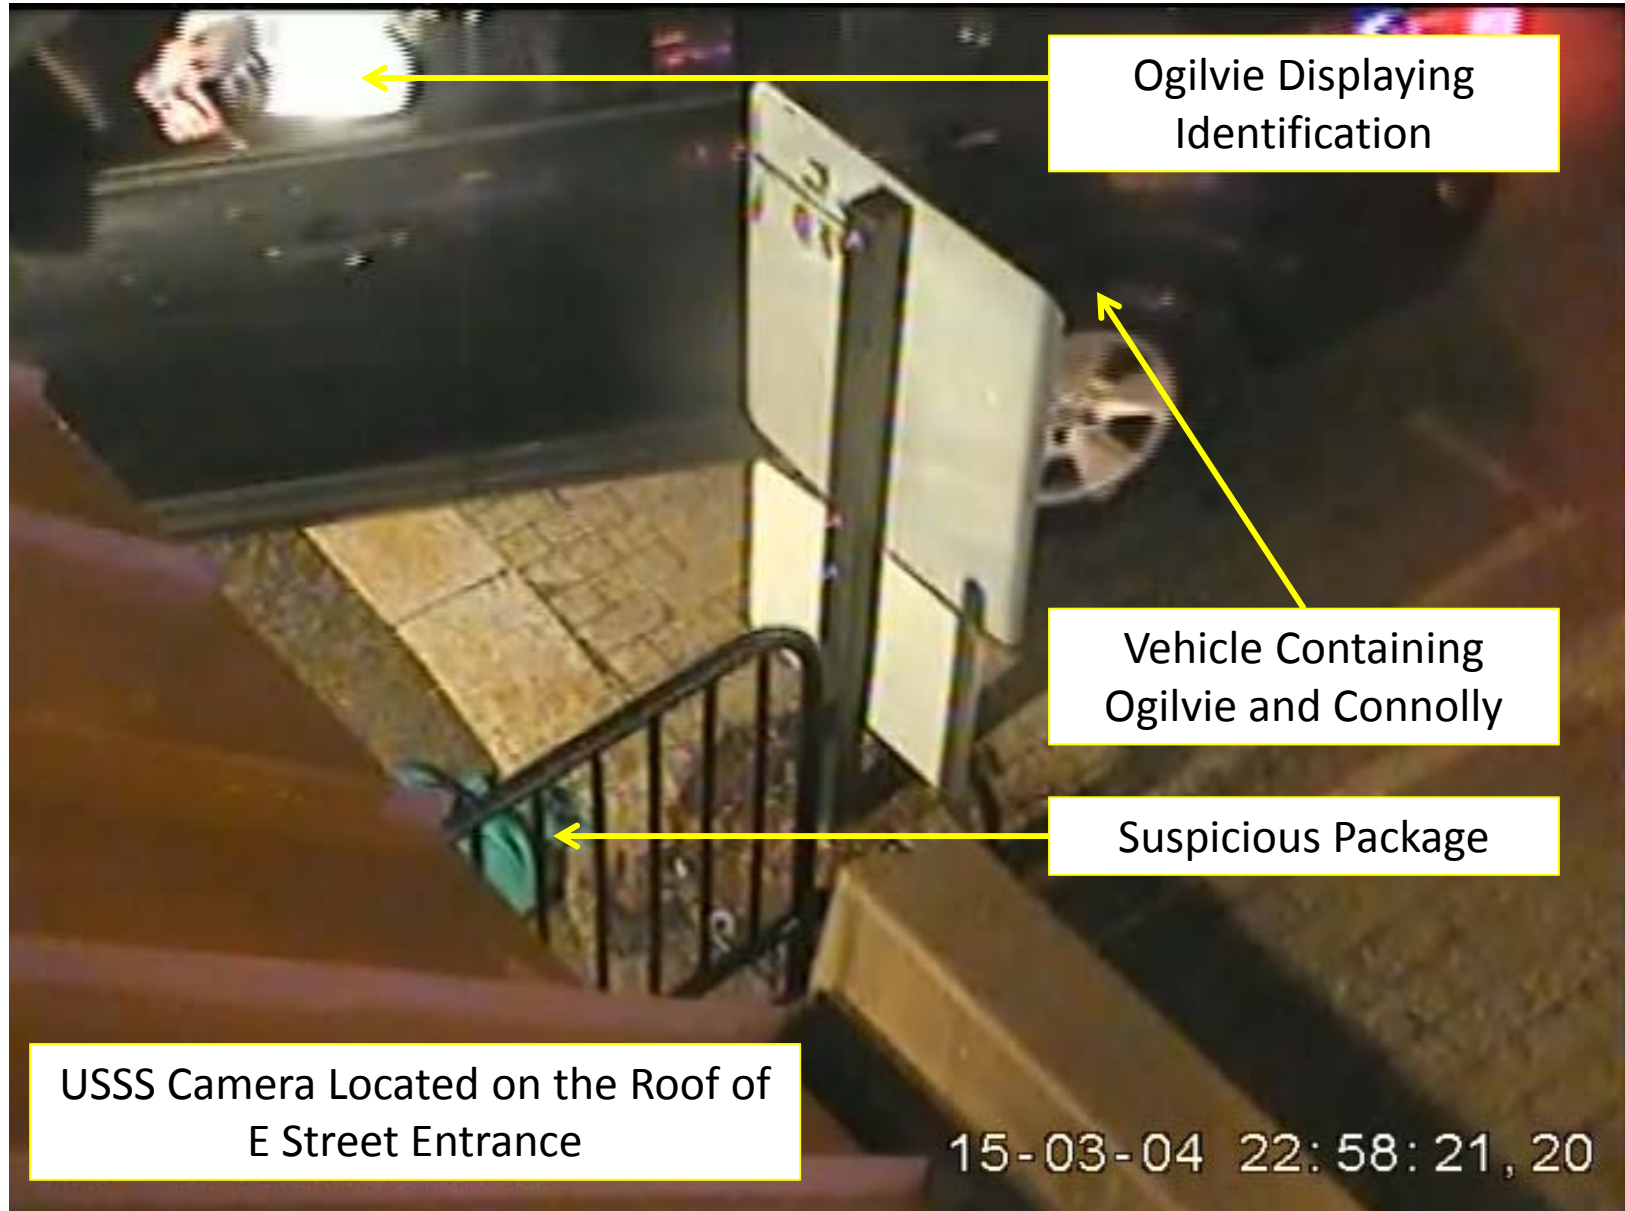 Ogilvie Displaying
Identification
Vehicle Containing
Ogilvie and Connolly
Suspicious Package
USSS Camera Located on the Roof of
E Street Entrance
15-03-04 22:58:21,20